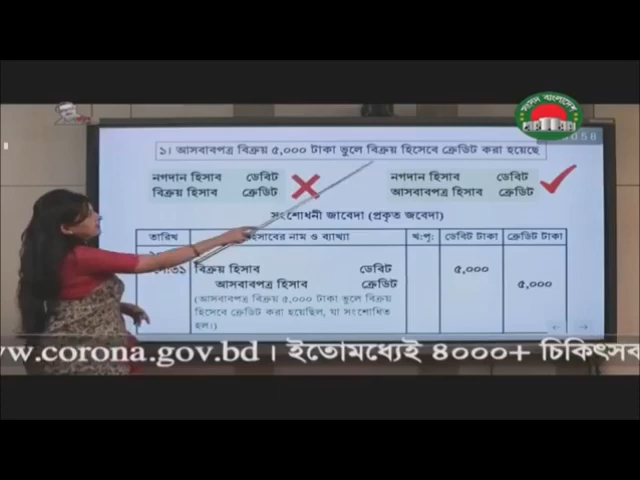 সংসদ বাংলাদেশ
১। আসবাবপত্র বিক্রয় ৫,০০০ টাকা ভুলে বিক্রয় হিসেবে ক্রেডিট করা হয়েছে
নগদান হিসাব ডেবিট
বিক্রয় হিসাব ক্রেডিট
নগদান হিসাব ডেবিট
আসবাবপত্র হিসাব ক্রেডিট
সংশোধনী জাবেদা (প্রকৃত জবেদা)
তারিখ হিসাবের নাম ও ব্যাখ্যা খ:পৃ: ডেবিট টাকা ক্রেডিট টাকা
বিক্রয় হিসাব ডেবিট ৫,০০০
আসবাবপত্র হিসাব ক্রেডিট ৫,০০০
(আসবাবপত্র বিক্রয় ৫,০০০ টাকা ভুলে বিক্রয়
হিসেবে ক্রেডিট করা হয়েছিল, যা সংশোধিত
হল।)
ww.corona.gov.bd। ইতোমধ্যেই ৪০০০+ চিকিৎসব